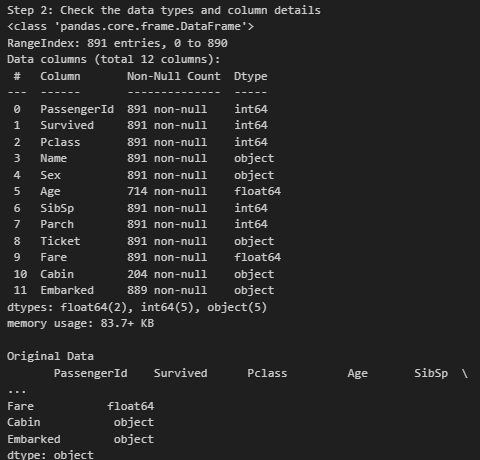 Step 2: Check the data types and column details
<class 'pandas.core.frame.DataFrame'>
RangeIndex: 891 entries, 0 to 890
Data columns (total 12 columns):
 #   Column       Non-Null Count  Dtype
---  ------       --------------  -----
 0   PassengerId  891 non-null    int64
 1   Survived     891 non-null    int64
 2   Pclass       891 non-null    int64
 3   Name         891 non-null    object
 4   Sex          891 non-null    object
 5   Age          714 non-null    float64
 6   SibSp        891 non-null    int64
 7   Parch        891 non-null    int64
 8   Ticket       891 non-null    object
 9   Fare         891 non-null    float64
 10  Cabin        204 non-null    object
 11  Embarked     889 non-null    object
dtypes: float64(2), int64(5), object(5)
memory usage: 83.7+ KB

Original Data
       PassengerId    Survived      Pclass         Age       SibSp  \
...
Fare           float64
Cabin           object
Embarked        object
dtype: object